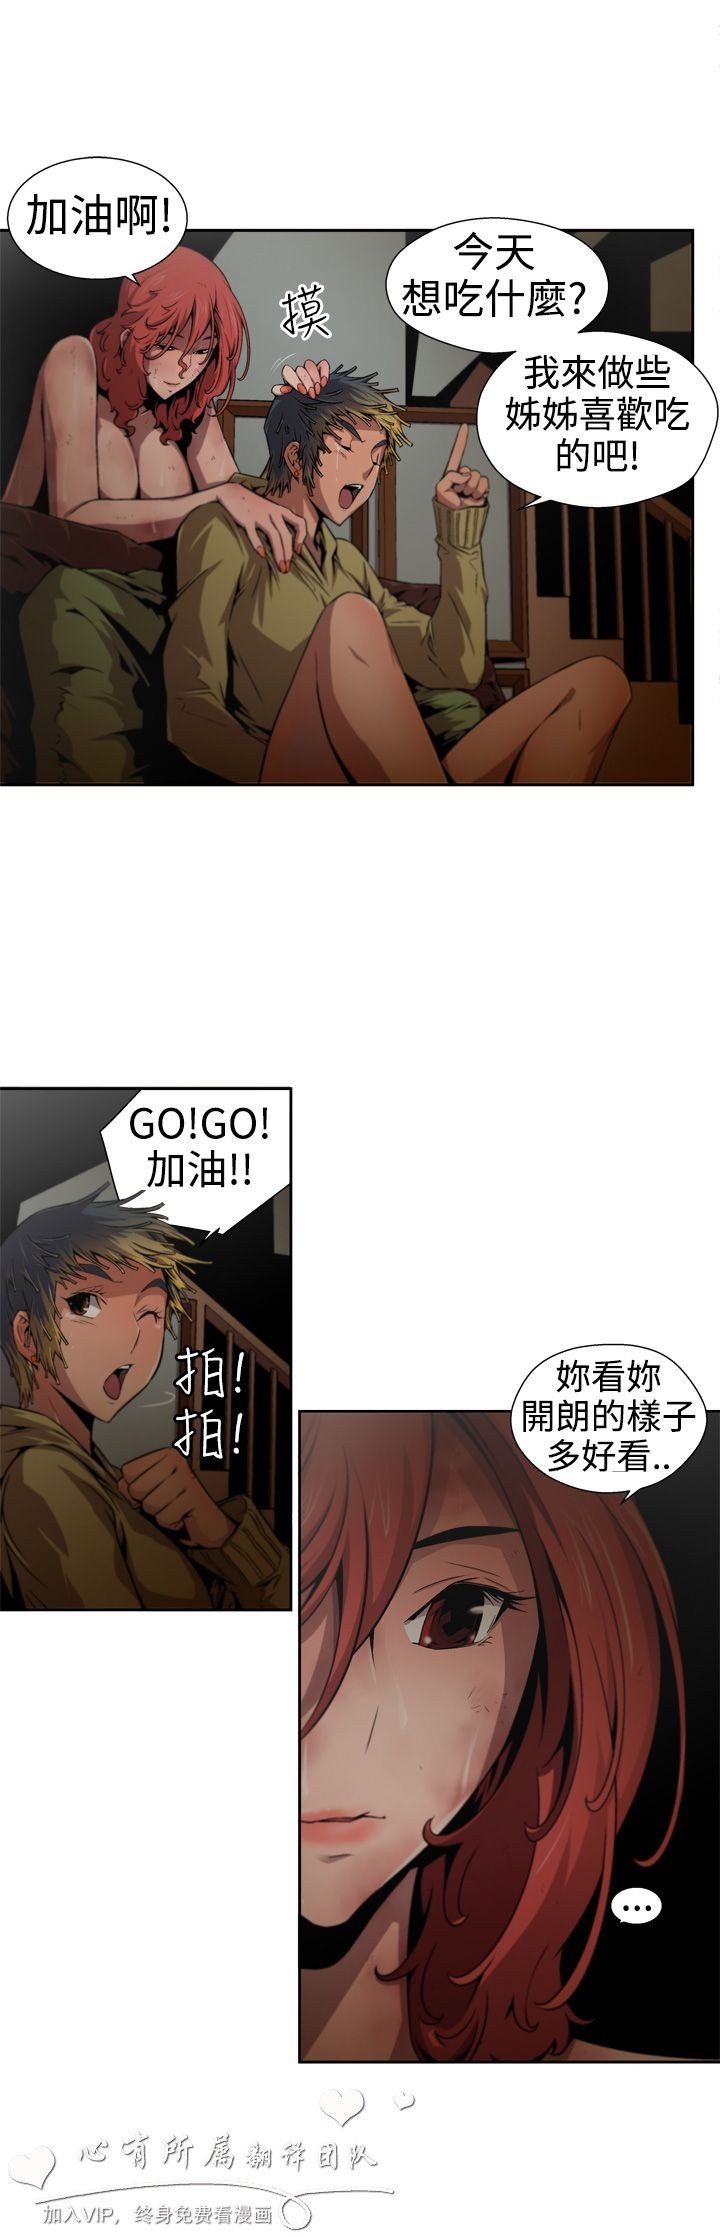 加油啊!
今天
想吃什麼?
摸
我來做些
姊姊喜歡吃
的吧!
GO!GO!
加油!!
拍!
拍!
妳看妳
開朗的樣子
多好看..
...
心有所属翻译团队
加入VIP，终身免费看漫画